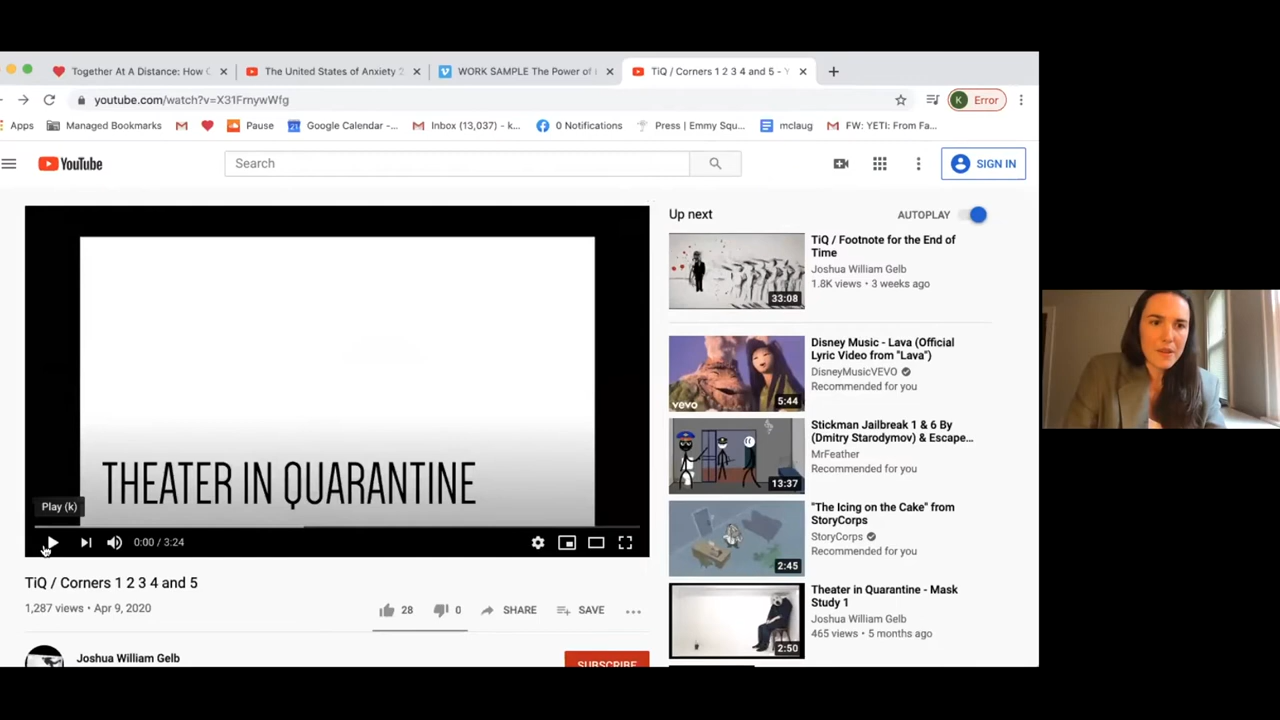 Together At A Distance: How
The United States of Anxiety 2
WORK SAMPLE The Power of
TiQ / Corners 1 2 3 4 and 5 - Y
youtube.com/watch?v=X31FrnywWfg
K Error
Apps Managed Bookmarks Pause Google Calendar -... Inbox (13,037) - k... 0 Notifications Press | Emmy Squ... mclaug FW: YETI: From Fa...
YouTube
Search
SIGN IN
THEATER IN QUARANTINE
Play (k)
0:00 / 3:24
TiQ / Corners 1 2 3 4 and 5
1,287 views • Apr 9, 2020
28 0 SHARE SAVE ...
Joshua William Gelb
SUBSCRIBE
Up next
AUTOPLAY
33:08
TiQ / Footnote for the End of
Time
Joshua William Gelb
1.8K views • 3 weeks ago
vevo
5:44
Disney Music - Lava (Official
Lyric Video from "Lava")
DisneyMusicVEVO
Recommended for you
13:37
Stickman Jailbreak 1 & 6 By
(Dmitry Starodymov) & Escape...
MrFeather
Recommended for you
2:45
"The Icing on the Cake" from
StoryCorps
StoryCorps
Recommended for you
2:50
Theater in Quarantine - Mask
Study 1
Joshua William Gelb
465 views • 5 months ago